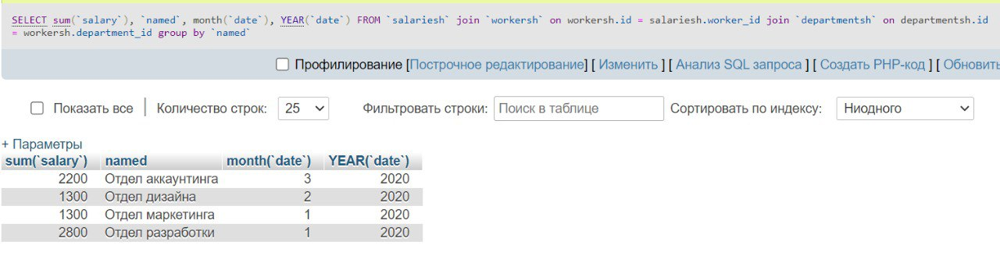 SELECT sum(`salary`), `named`, month(`date`), YEAR(`date`) FROM `salariesh` join `workersh` on workersh.id = salariesh.worker_id join `departmentsh` on departmentsh.id
= workersh.department_id group by `named`
Профилирование [Построчное редактирование] [ Изменить ] [ Анализ SQL запроса ] [ Создать PHP-код ] [ Обновить
Показать все | Количество строк: 25 Фильтровать строки: Поиск в таблице Сортировать по индексу: Ниодного
+ Параметры
sum(`salary`) named month(`date`) YEAR(`date`)
2200 Отдел аккаунтинга 3 2020
1300 Отдел дизайна 2 2020
1300 Отдел маркетинга 1 2020
2800 Отдел разработки 1 2020